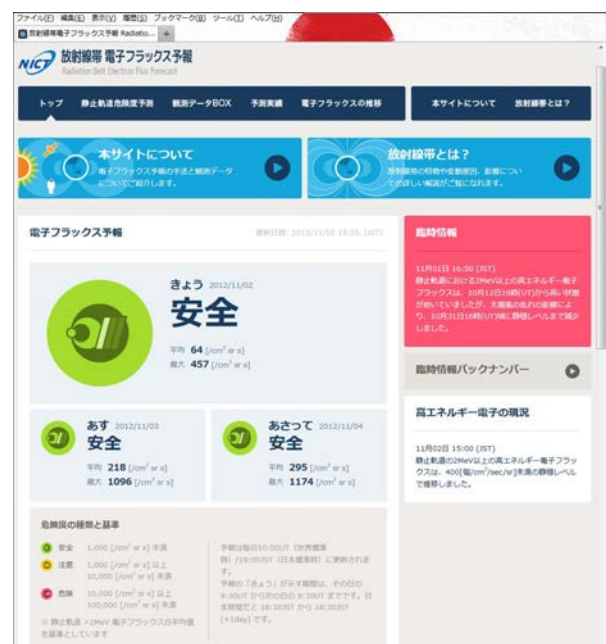 ファイル(F) 編集(E) 表示(V) 履歴(S) ブックマーク(B) ツール(T) ヘルプ(H)
放射線帯電子フラックス予報 Radiatio...
NICT 放射線帯 電子フラックス予報
Radiation Belt Electron Flux Forecast
トップ 静止軌道危険度予測 観測データBOX 予測実績 電子フラックスの推移 本サイトについて 放射線帯とは？
本サイトについて
電子フラックス予報の手法と観測データ
についてご紹介します。
放射線帯とは？
放射線帯の特徴や変動原因、影響につい
ての詳しい解説がご覧になれます。
電子フラックス予報
更新日時: 2012/11/02 18:35 (JST)
きょう 2012/11/02
安全
平均 64 [/cm² sr s]
最大 457 [/cm² sr s]
あす 2012/11/03
安全
平均 218 [/cm² sr s]
最大 1096 [/cm² sr s]
あさって 2012/11/04
安全
平均 295 [/cm² sr s]
最大 1174 [/cm² sr s]
危険度の種類と基準
安全 1,000 [/cm² sr s] 未満
注意 1,000 [/cm² sr s] 以上
10,000 [/cm² sr s] 未満
危険 10,000 [/cm² sr s] 以上
100,000 [/cm² sr s] 未満
※ 静止軌道 >2MeV 電子フラックス日平均値
を基準としています
予報は毎日10:00UT (世界標準
時) /19:00JST (日本標準時) に更新されま
す。
予報の「きょう」が示す期間は、その日の
9:30UT から次の日の 9:30UT までです。日
本時間だと 18:30JST から 18:30JST
(+1day) です。
臨時情報
11月01日 16:50 (JST)
静止軌道における2MeV以上の高エネルギー電子
フラックスは、10月12日16時(UT)から高い状態
が続いていましたが、太陽風の乱れの影響によ
り、10月31日16時(UT)頃に静穏レベルまで減少
しました。
臨時情報バックナンバー
高エネルギー電子の現況
11月02日 15:00 (JST)
静止軌道の2MeV以上の高エネルギー電子フラッ
クスは、400[個/cm²/sec/sr]未満の静穏レベル
で推移しました。